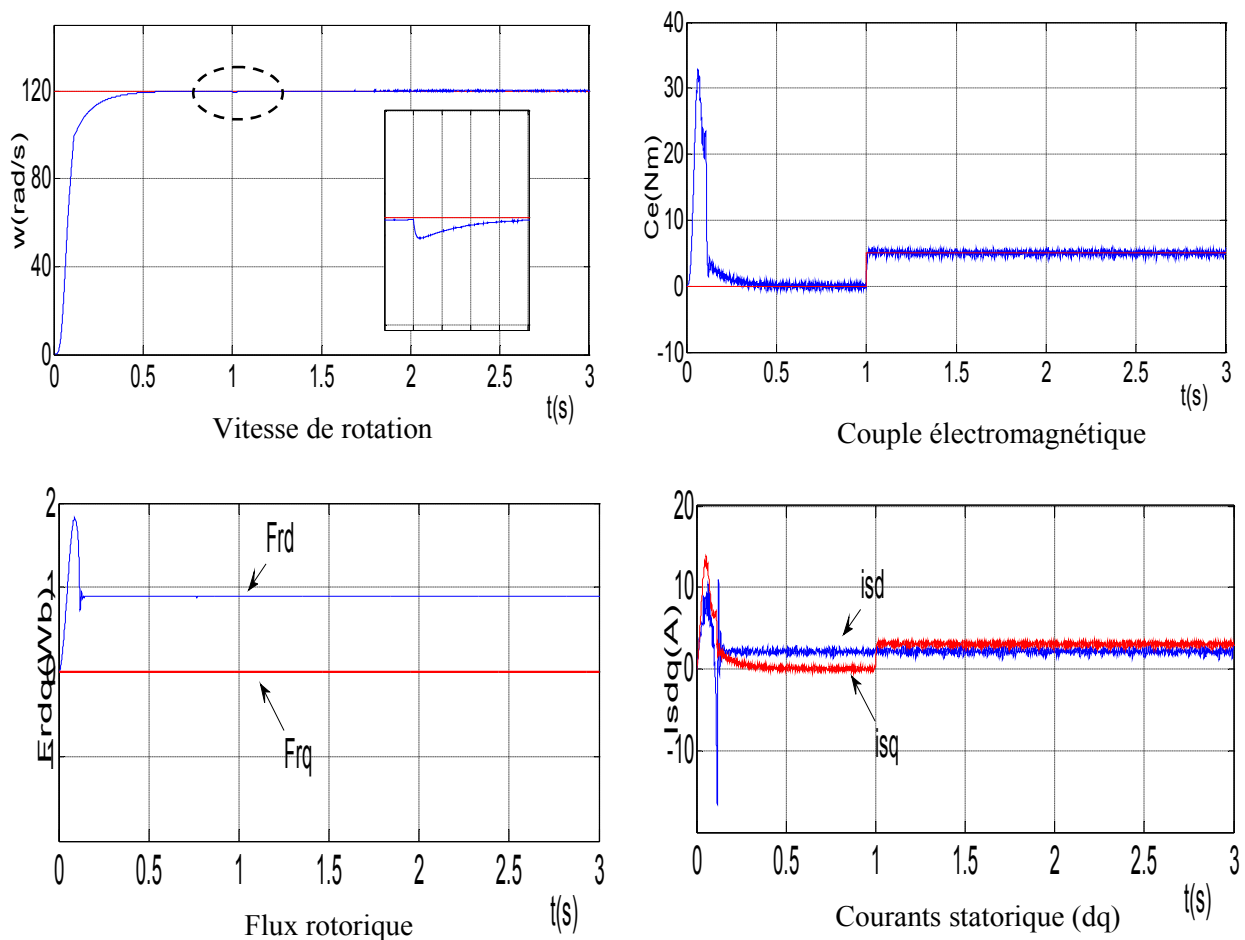 120
80
40
0
w(rad/s)
0 0.5 1 1.5 2 2.5 3
t(s)
Vitesse de rotation
40
30
20
10
0
-10
Ce(Nm)
0 0.5 1 1.5 2 2.5 3
t(s)
Couple électromagnétique
2
1
0
Frdq(Wb)
Frd
Frq
0 0.5 1 1.5 2 2.5 3
t(s)
Flux rotorique
20
10
0
-10
Isdq(A)
isd
isq
0 0.5 1 1.5 2 2.5 3
t(s)
Courants statorique (dq)